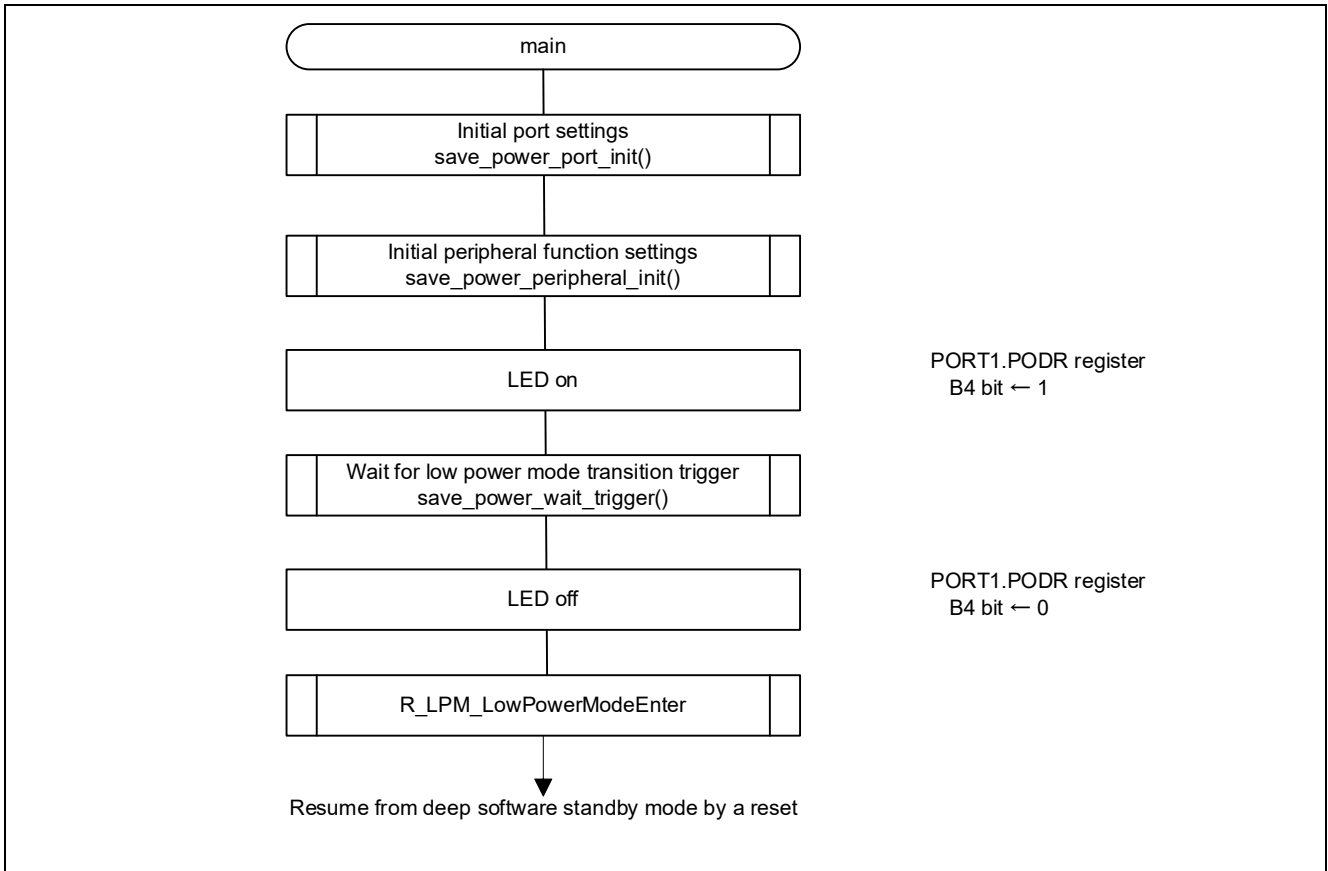 main
Initial port settings
save_power_port_init()
Initial peripheral function settings
save_power_peripheral_init()
LED on
PORT1.PODR register
B4 bit ← 1
Wait for low power mode transition trigger
save_power_wait_trigger()
LED off
PORT1.PODR register
B4 bit ← 0
R_LPM_LowPowerModeEnter
Resume from deep software standby mode by a reset